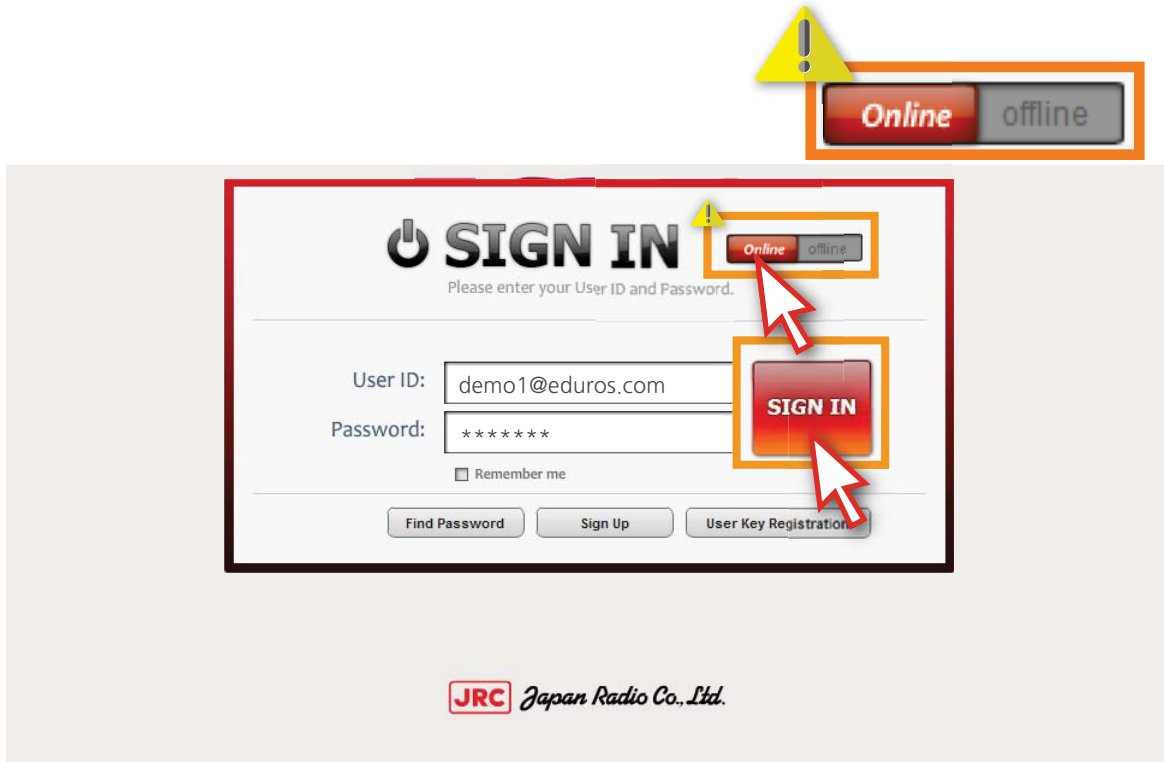 Online offline
SIGN IN
Online offline
Please enter your User ID and Password.
User ID: demo1@eduros.com
SIGN IN
Password: *******
Remember me
Find Password Sign Up User Key Registration
JRC Japan Radio Co., Ltd.